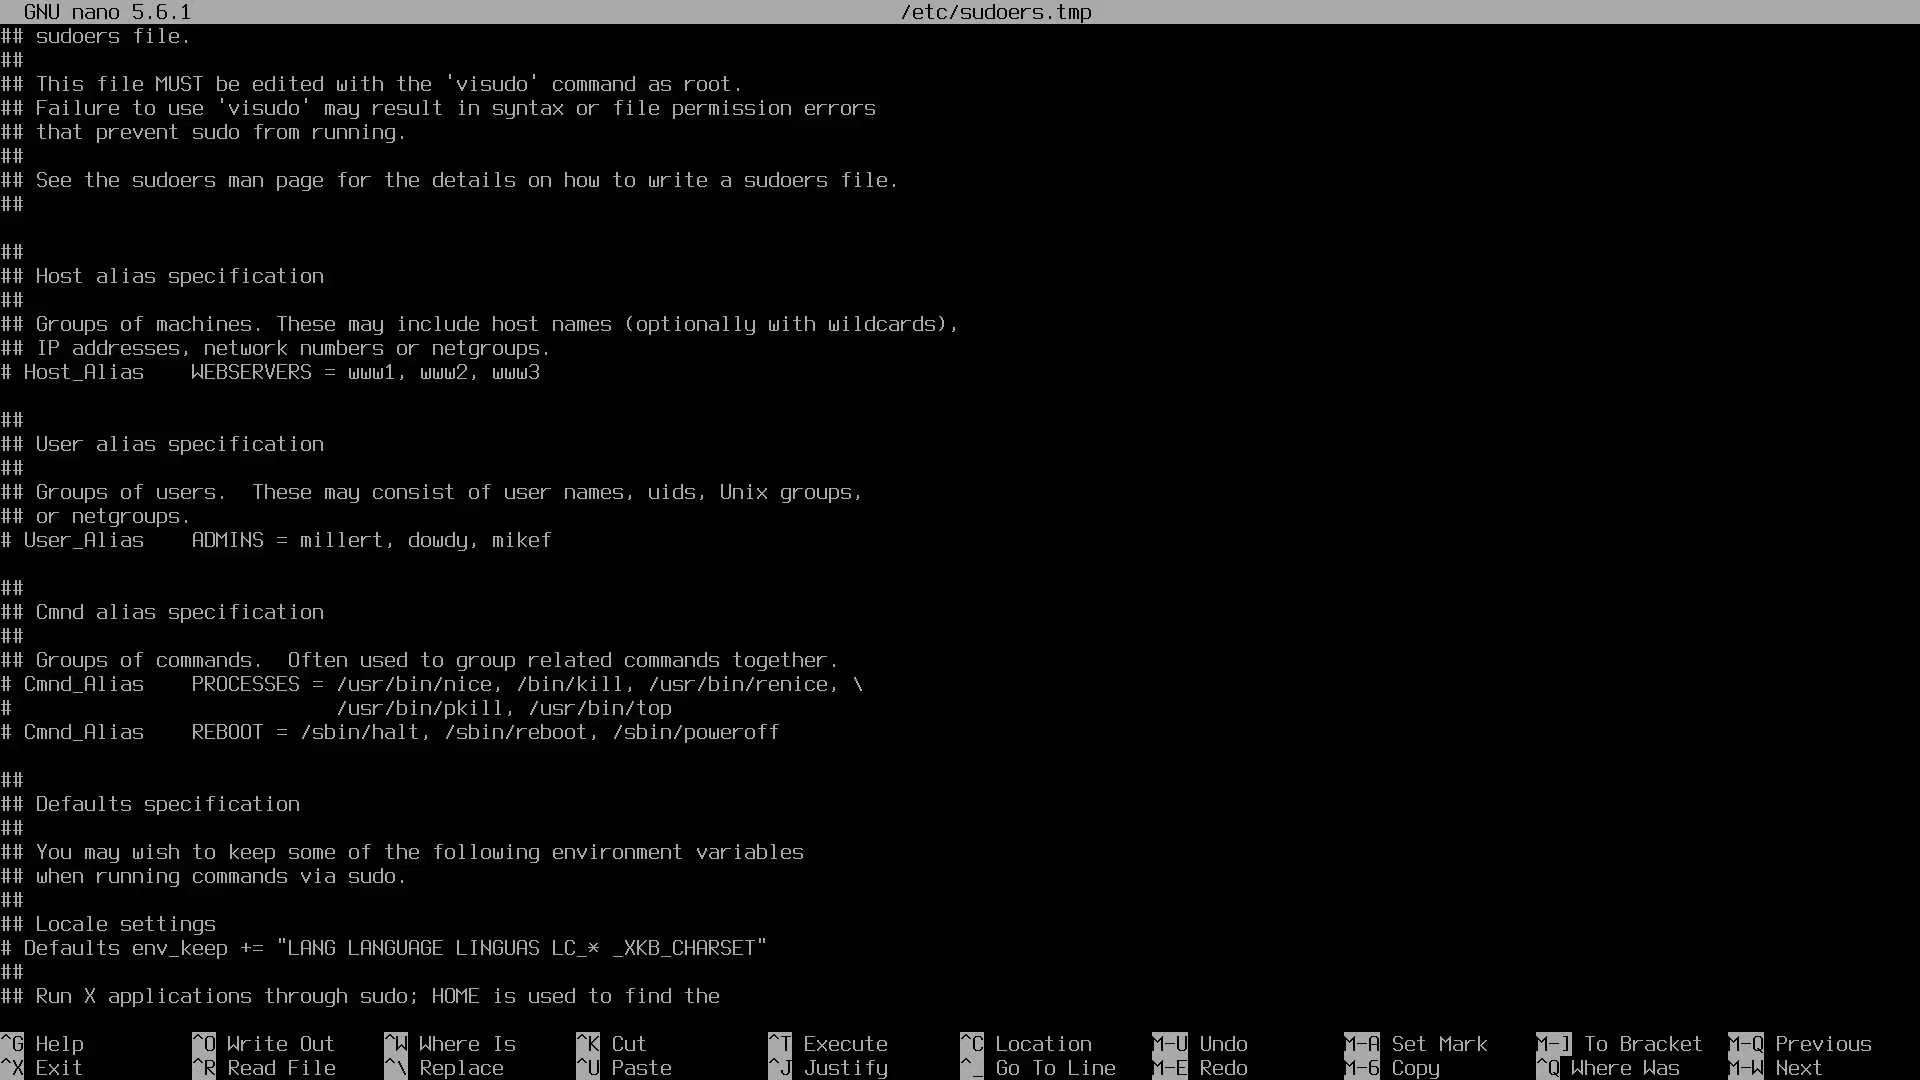 GNU nano 5.6.1 /etc/sudoers.tmp
## sudoers file.
##
## This file MUST be edited with the 'visudo' command as root.
## Failure to use 'visudo' may result in syntax or file permission errors
## that prevent sudo from running.
##
## See the sudoers man page for the details on how to write a sudoers file.
##
##
## Host alias specification
##
## Groups of machines. These may include host names (optionally with wildcards),
## IP addresses, network numbers or netgroups.
# Host_Alias    WEBSERVERS = www1, www2, www3
##
## User alias specification
##
## Groups of users.  These may consist of user names, uids, Unix groups,
## or netgroups.
# User_Alias    ADMINS = millert, dowdy, mikef
##
## Cmnd alias specification
##
## Groups of commands.  Often used to group related commands together.
# Cmnd_Alias    PROCESSES = /usr/bin/nice, /bin/kill, /usr/bin/renice, \
#                           /usr/bin/pkill, /usr/bin/top
# Cmnd_Alias    REBOOT = /sbin/halt, /sbin/reboot, /sbin/poweroff
##
## Defaults specification
##
## You may wish to keep some of the following environment variables
## when running commands via sudo.
##
## Locale settings
# Defaults env_keep += "LANG LANGUAGE LINGUAS LC_* _XKB_CHARSET"
##
## Run X applications through sudo; HOME is used to find the
^G Help ^O Write Out ^W Where Is ^K Cut ^T Execute ^C Location M-U Undo M-A Set Mark M-] To Bracket M-Q Previous
^X Exit ^R Read File ^\ Replace ^U Paste ^J Justify ^_ Go To Line M-E Redo M-6 Copy ^Q Where Was M-W Next